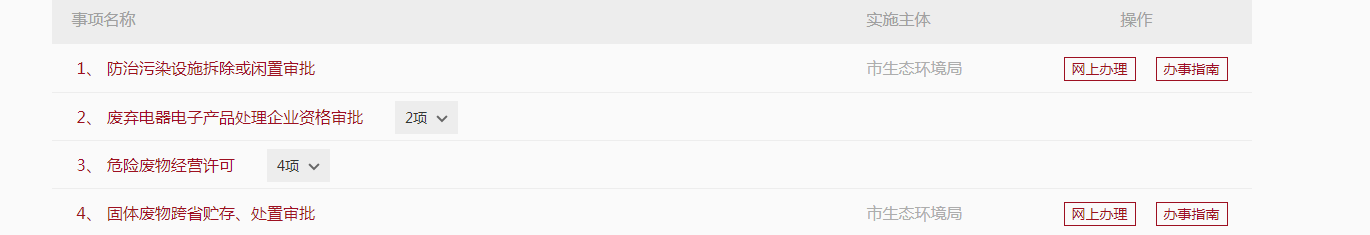 事项名称 实施主体 操作
1、 防治污染设施拆除或闲置审批 市生态环境局 网上办理 办事指南
2、 废弃电器电子产品处理企业资格审批 2项
3、 危险废物经营许可 4项
4、 固体废物跨省贮存、处置审批 市生态环境局 网上办理 办事指南